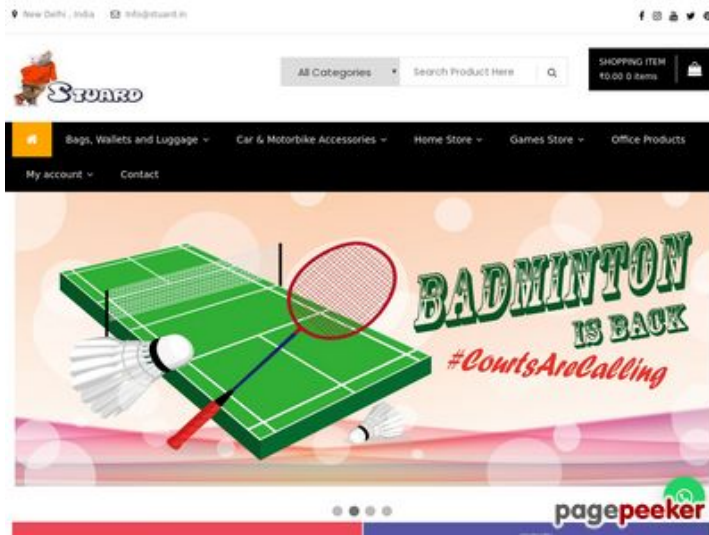 New Delhi, India info@stuard.in
STUARD
All Categories
Search Product Here
SHOPPING ITEM
₹0.00 0 items
Bags, Wallets and Luggage
Car & Motorbike Accessories
Home Store
Games Store
Office Products
My account
Contact
BADMINTON
IS BACK
#CourtsAreCalling
pagepeeker